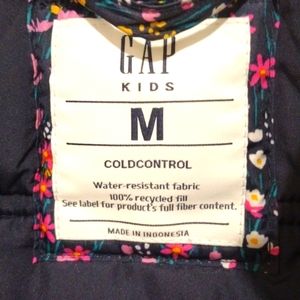 GAP
KIDS
M
COLDCONTROL
Water-resistant fabric
100% recycled fill
See label for product's full fiber content.
MADE IN INDONESIA